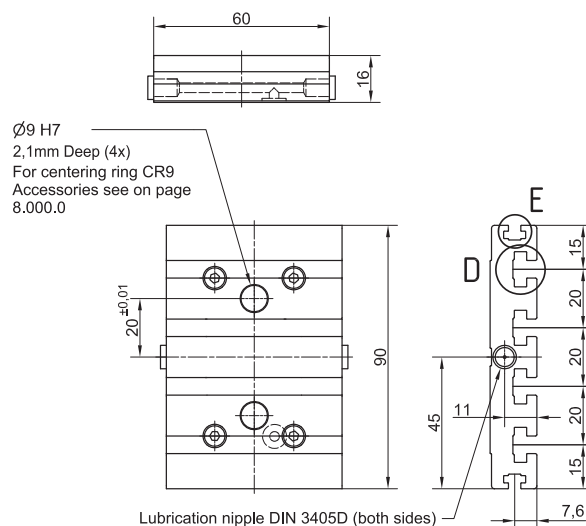 60
16
Ø9 H7
2,1mm Deep (4x)
For centering ring CR9
Accessories see on page
8.000.0
E
D
15
20 ±0,01
20
90
20
11
45
20
15
Lubrication nipple DIN 3405D (both sides)
7,6